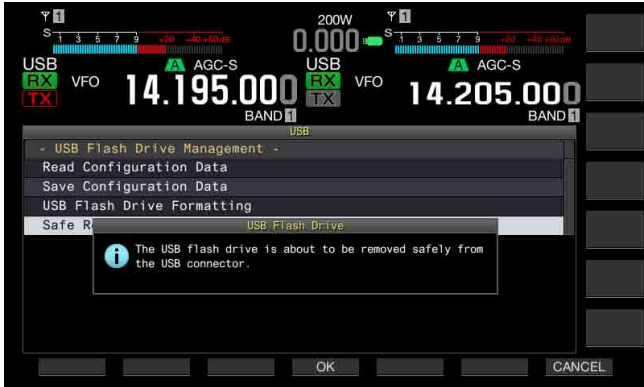 1 200W 1
S 1 3 5 7 9 +20 +40 +60dB 0.000 S 1 3 5 7 9 +20 +40 +60dB
USB A AGC-S USB A AGC-S
RX VFO 14.195.000 RX VFO 14.205.000
TX TX
BAND 1 BAND 1
USB
- USB Flash Drive Management -
Read Configuration Data
Save Configuration Data
USB Flash Drive Formatting
Safe R
USB Flash Drive
The USB flash drive is about to be removed safely from
the USB connector.
OK CANCEL